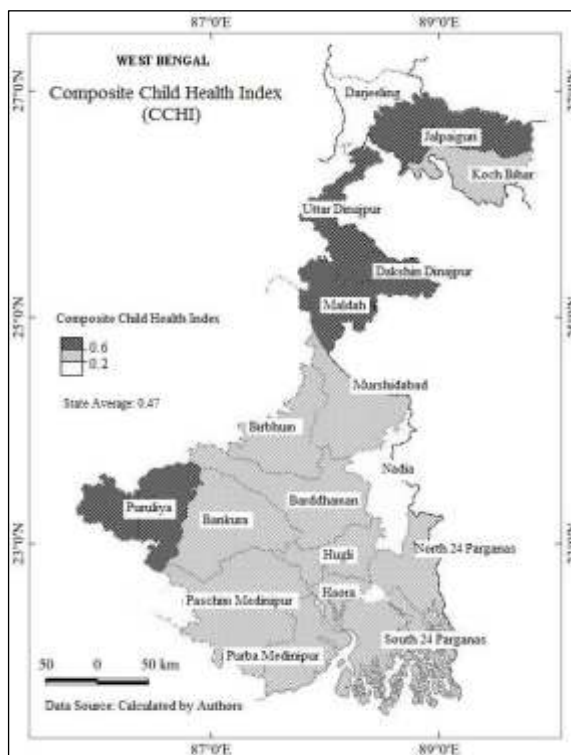 87°0'E 89°0'E
WEST BENGAL
Composite Child Health Index
(CCHI)
27°0'N
Darjeeling
Jalpaiguri
Koch Bihar
Uttar Dinajpur
Dakshin Dinajpur
Maldah
25°0'N
Composite Child Health Index
0.6
0.2
State Average: 0.47
Murshidabad
Birbhum
Nadia
Puruliya
Barddhaman
Bankura
23°0'N
Hugli
North 24 Parganas
Haora
Paschim Medinipur
South 24 Parganas
Purba Medinipur
50 0 50 km
Data Source: Calculated by Authors
87°0'E 89°0'E